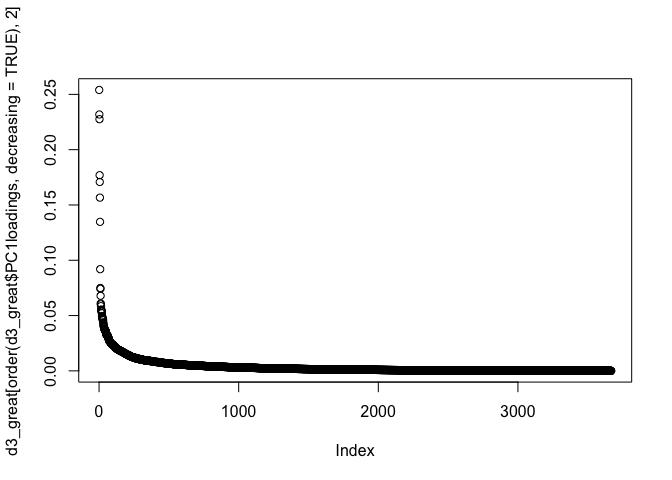 d3_great[order(d3_great$PC1loadings, decreasing = TRUE), 2]
0.25
0.20
0.15
0.10
0.05
0.00
0 1000 2000 3000
Index